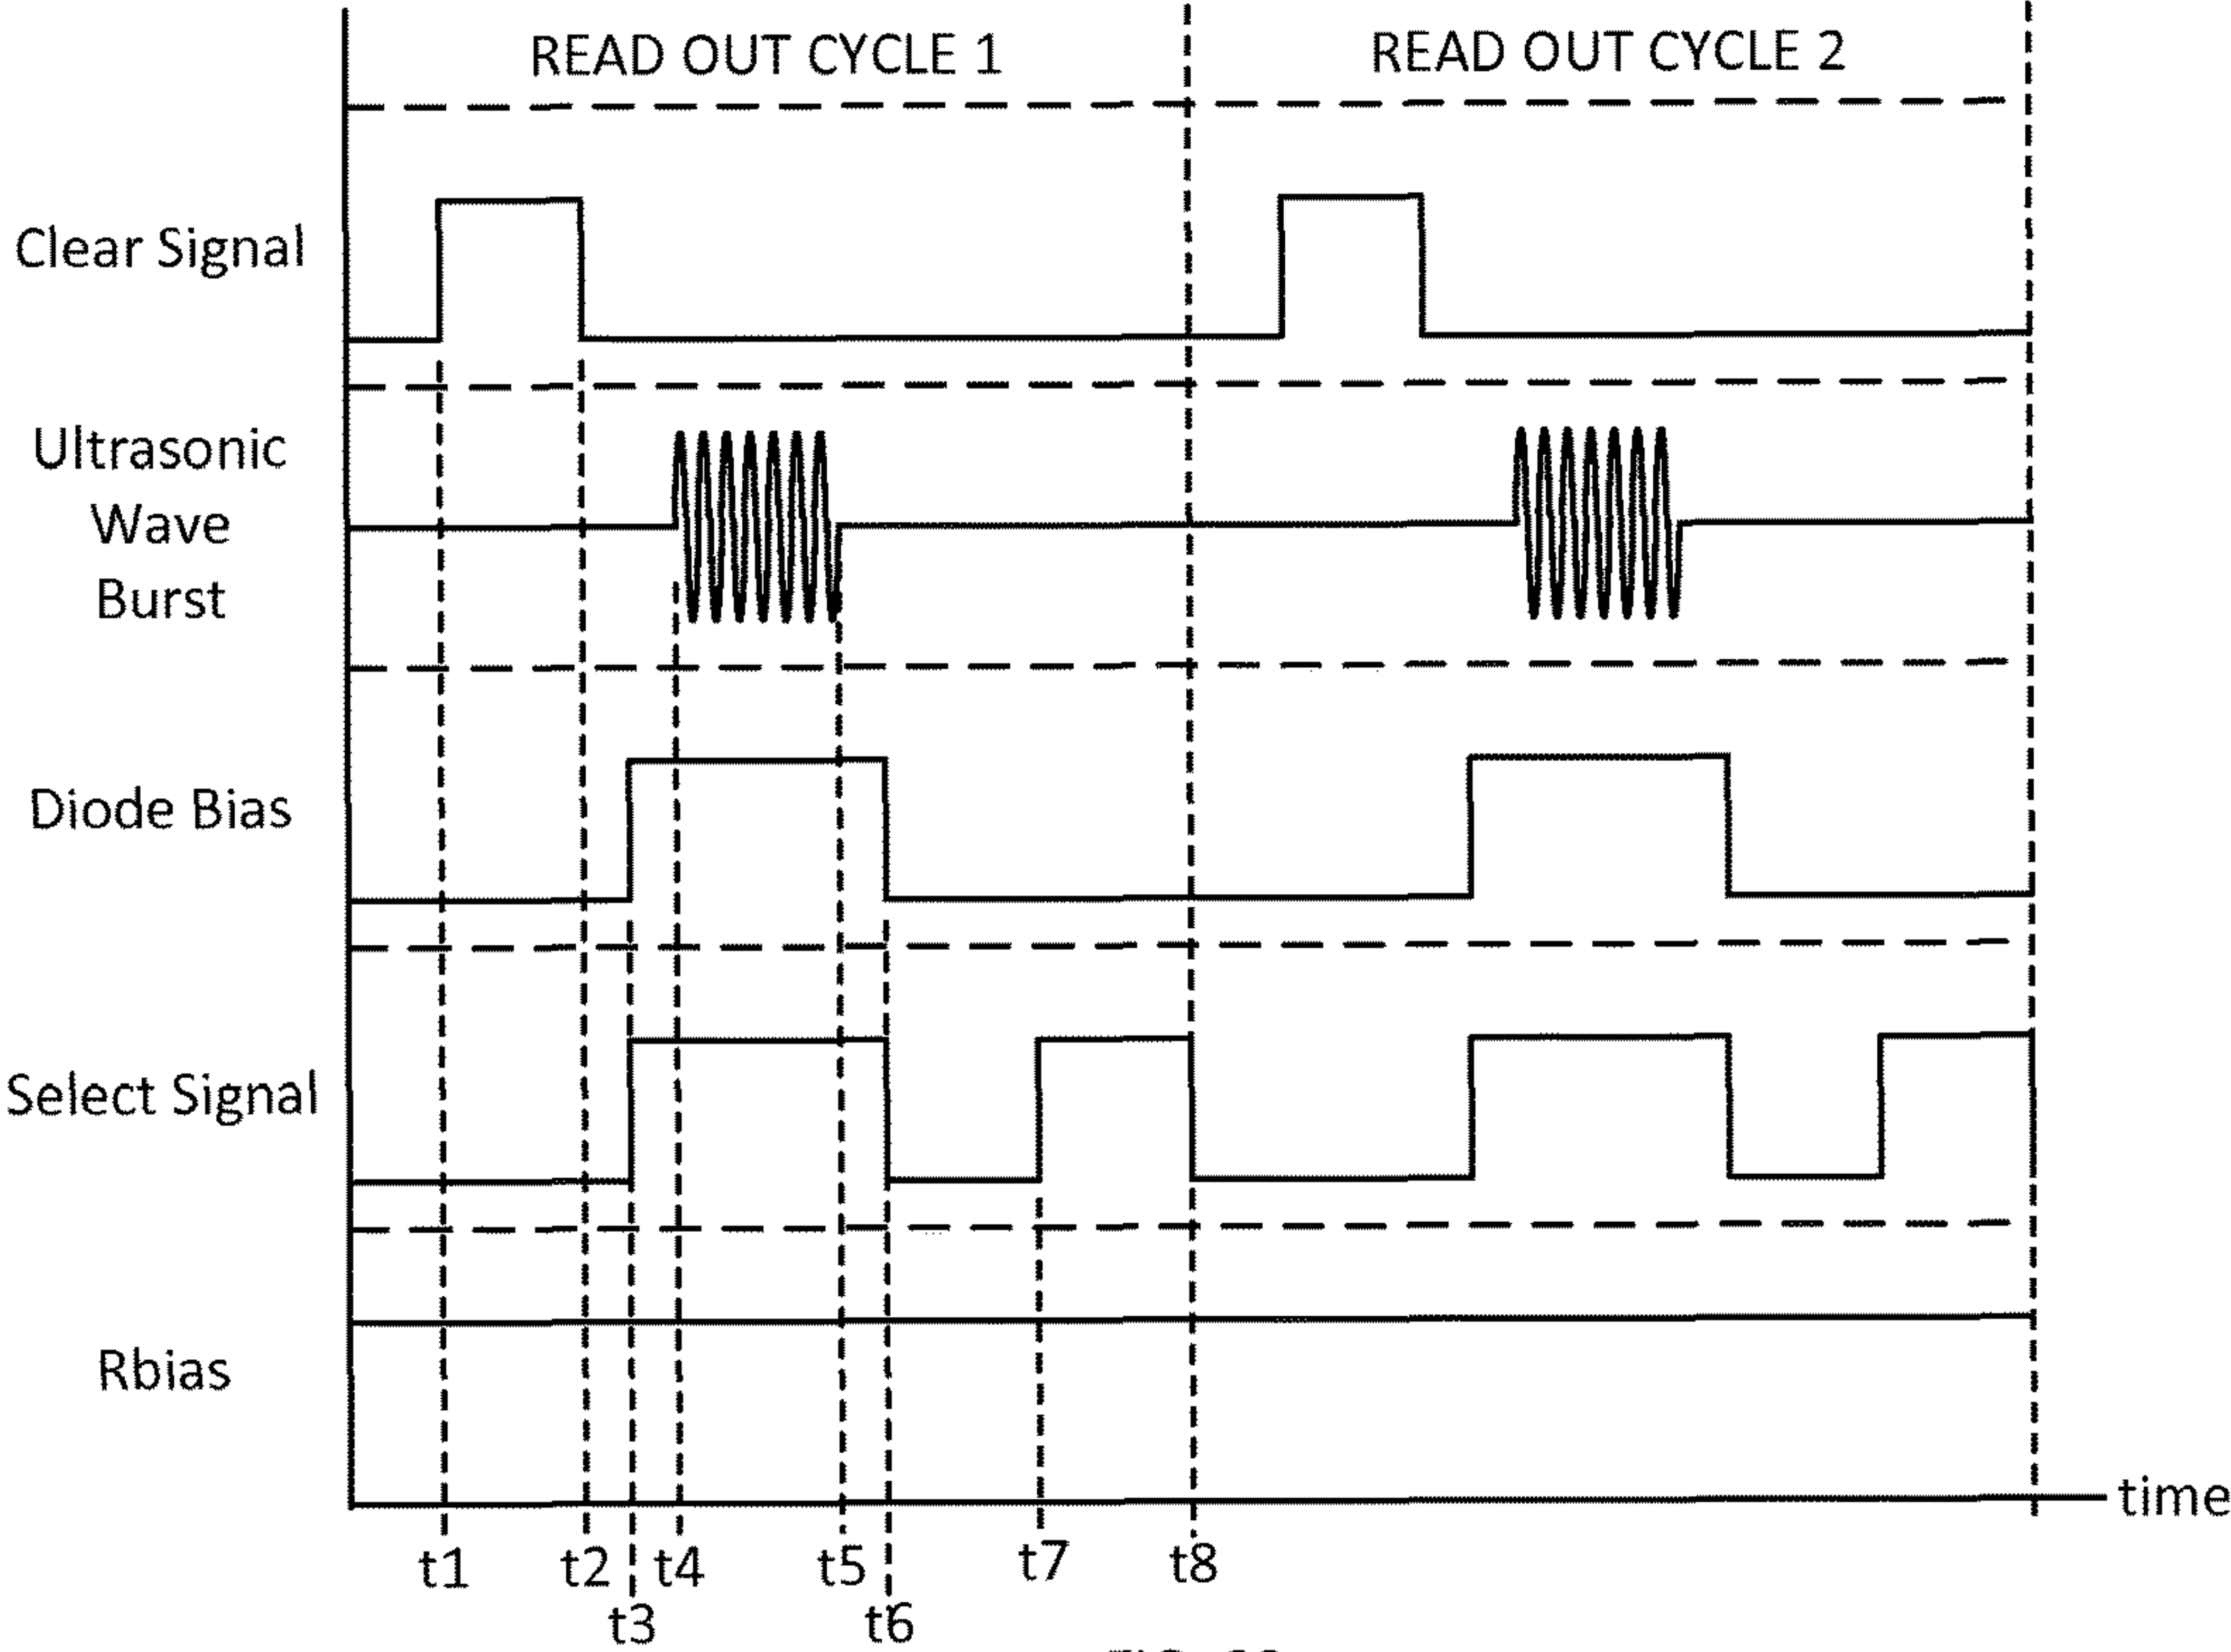 READ OUT CYCLE 1
READ OUT CYCLE 2
Clear Signal
Ultrasonic
Wave
Burst
Diode Bias
Select Signal
Rbias
time
t1
t2
t3
t4
t5
t6
t7
t8